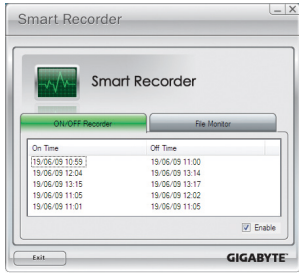 Smart Recorder
Smart Recorder
ON/OFF Recorder File Monitor
On Time Off Time
19/06/09 10:59 19/06/09 11:00
19/06/09 12:04 19/06/09 13:14
19/06/09 13:15 19/06/09 13:17
19/06/09 11:05 19/06/09 12:02
19/06/09 11:01 19/06/09 11:05
Enable
Exit GIGABYTE